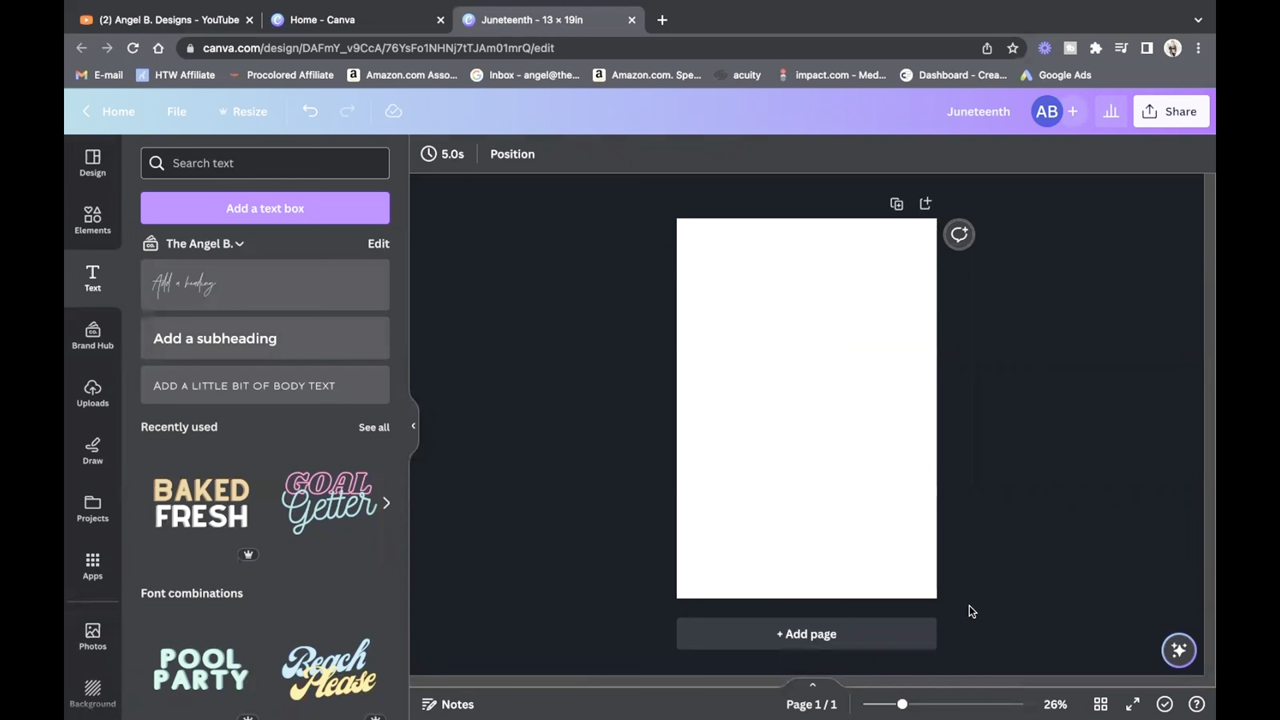 (2) Angel B. Designs - YouTube
Home - Canva
Juneteenth - 13 × 19in
canva.com/design/DAFmY_v9CcA/76YsFo1NHNj7tTJAm01mrQ/edit
E-mail
HTW Affiliate
Procolored Affiliate
Amazon.com Asso...
Inbox - angel@the...
Amazon.com. Spe...
acuity
impact.com - Med...
Dashboard - Crea...
Google Ads
Home
File
Resize
Juneteenth
AB
+
Share
Design
Elements
Text
Brand Hub
Uploads
Draw
Projects
Apps
Photos
Background
Search text
Add a text box
The Angel B.
Edit
Add a heading
Add a subheading
ADD A LITTLE BIT OF BODY TEXT
Recently used
See all
BAKED
FRESH
GOAL
Getter
Font combinations
POOL
PARTY
Beach
Please
5.0s
Position
+ Add page
Notes
Page 1 / 1
26%